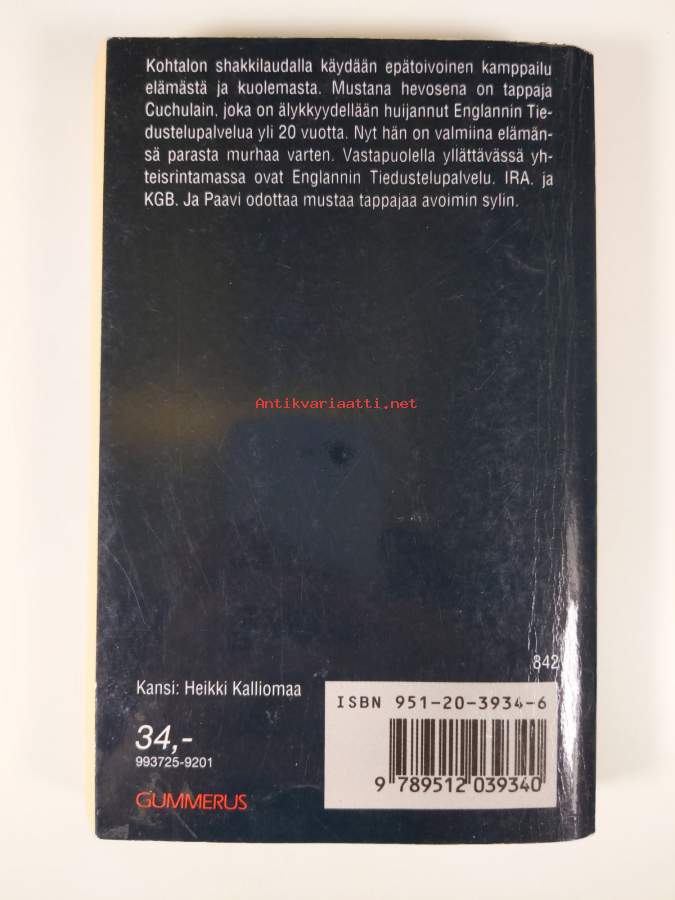 Kohtalon shakkilaudalla käydään epätoivoinen kamppailu
elämästä ja kuolemasta. Mustana hevosena on tappaja
Cuchulain, joka on älykkyydellään huijannut Englannin Tie-
dustelupalvelua yli 20 vuotta. Nyt hän on valmiina elämän-
sä parasta murhaa varten. Vastapuolella yllättävässä yh-
teisrintamassa ovat Englannin Tiedustelupalvelu, IRA, ja
KGB. Ja Paavi odottaa mustaa tappajaa avoimin sylin.
Antikvariaatti.net
842
Kansi: Heikki Kalliomaa
ISBN 951-20-3934-6
34,-
993725-9201
9 789512 039340
GUMMERUS